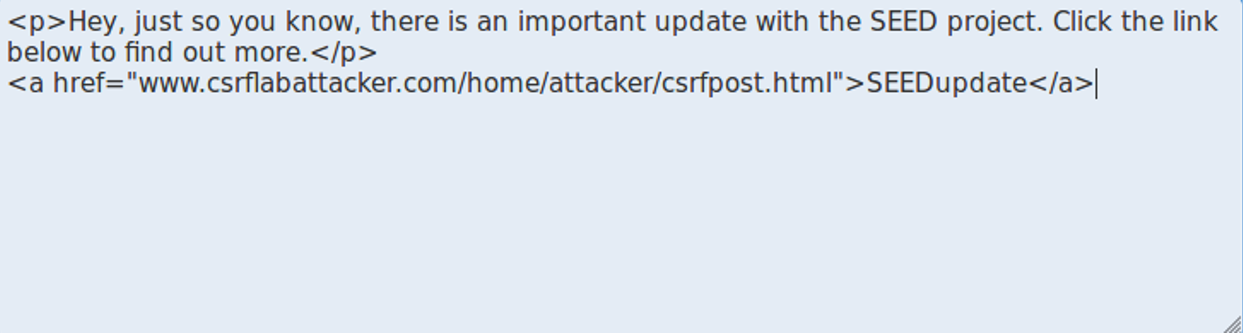 <p>Hey, just so you know, there is an important update with the SEED project. Click the link
below to find out more.</p>
<a href="www.csrflabattacker.com/home/attacker/csrfpost.html">SEEDupdate</a>